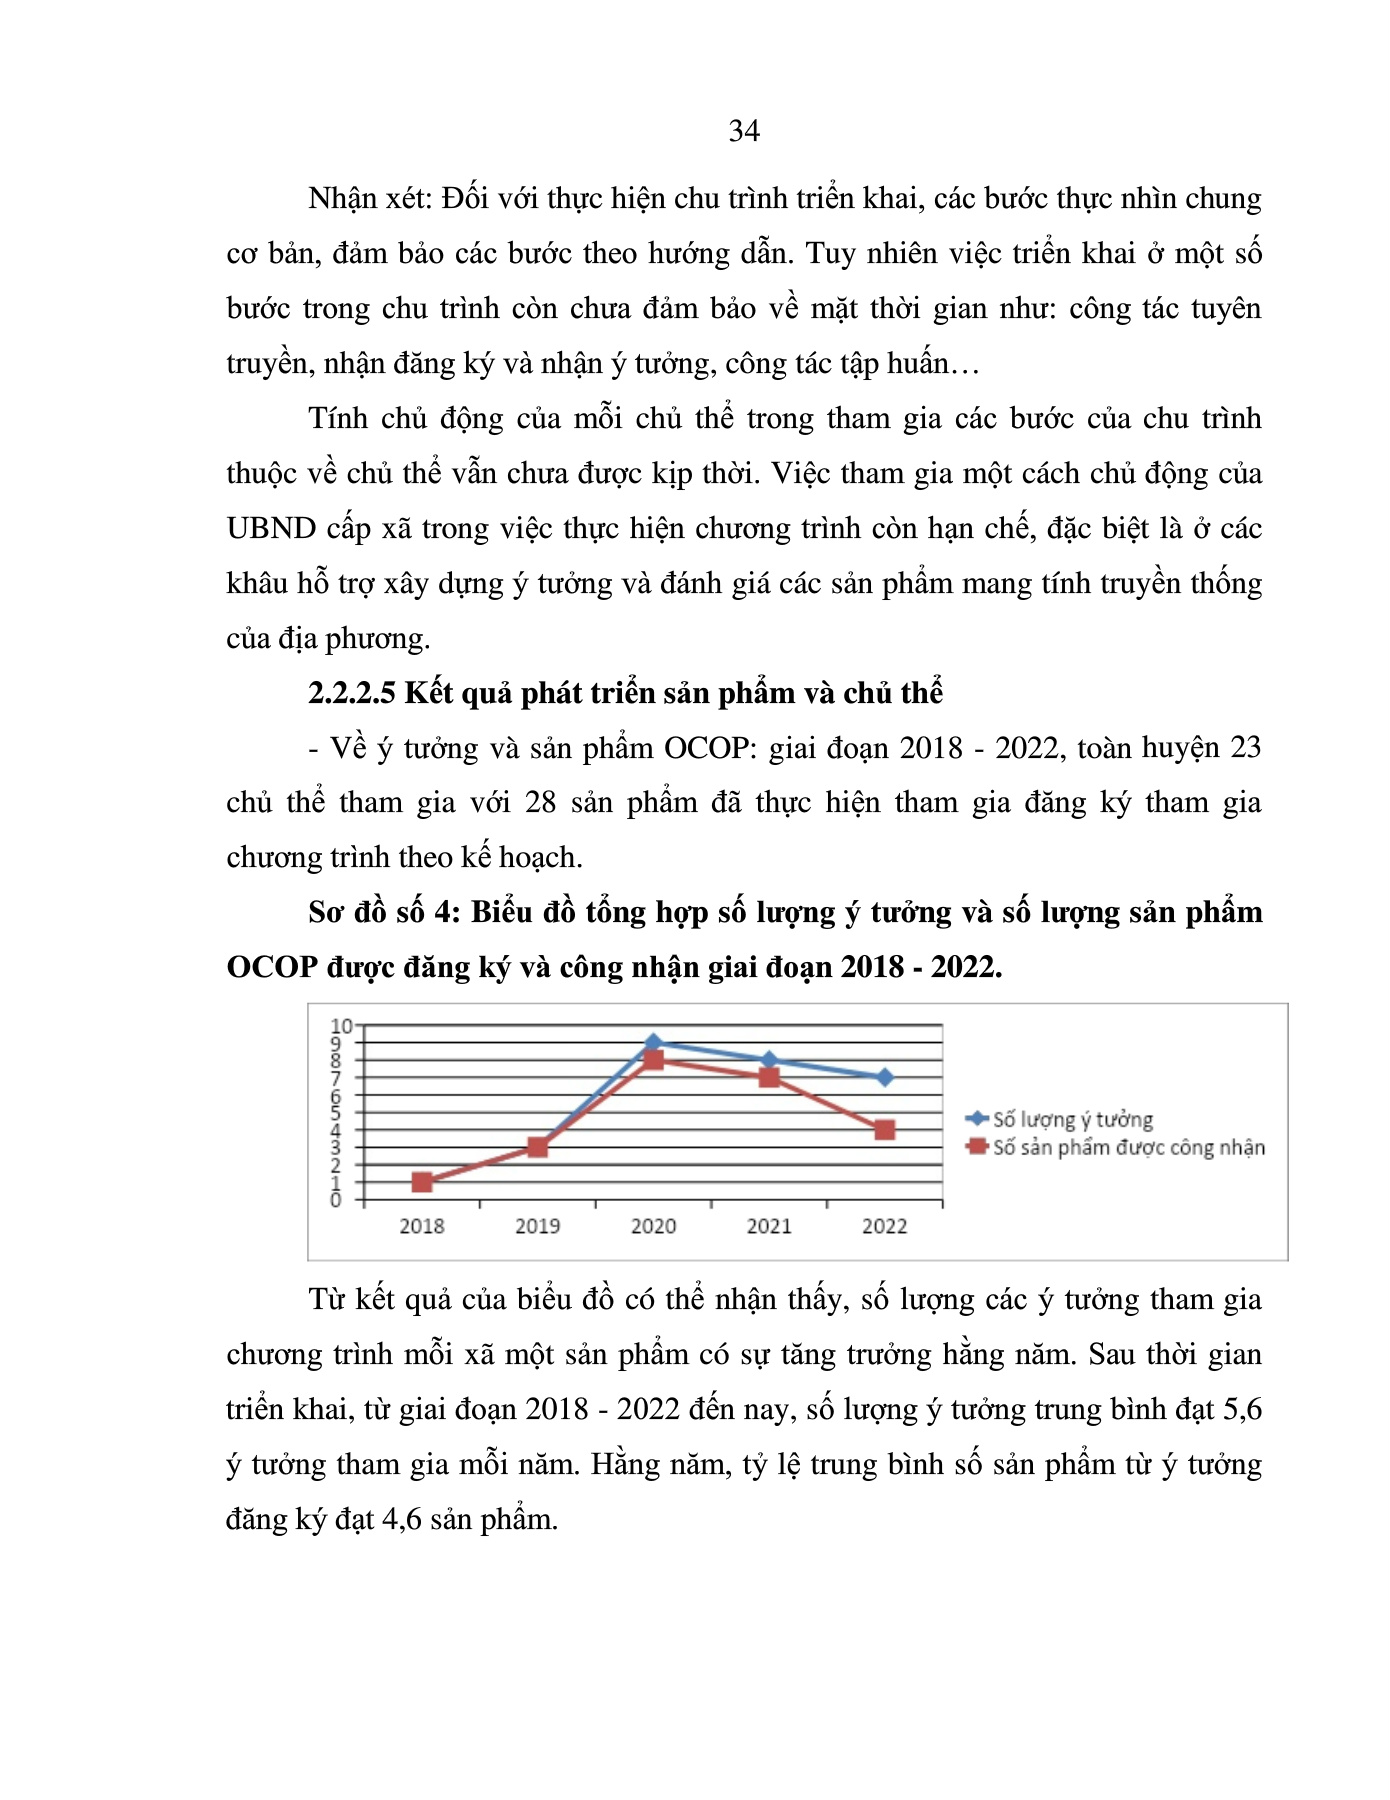 34
Nhận xét: Đối với thực hiện chu trình triển khai, các bước thực nhìn chung
cơ bản, đảm bảo các bước theo hướng dẫn. Tuy nhiên việc triển khai ở một số
bước trong chu trình còn chưa đảm bảo về mặt thời gian như: công tác tuyên
truyền, nhận đăng ký và nhận ý tưởng, công tác tập huấn…
Tính chủ động của mỗi chủ thể trong tham gia các bước của chu trình
thuộc về chủ thể vẫn chưa được kịp thời. Việc tham gia một cách chủ động của
UBND cấp xã trong việc thực hiện chương trình còn hạn chế, đặc biệt là ở các
khâu hỗ trợ xây dựng ý tưởng và đánh giá các sản phẩm mang tính truyền thống
của địa phương.
2.2.2.5 Kết quả phát triển sản phẩm và chủ thể
- Về ý tưởng và sản phẩm OCOP: giai đoạn 2018 - 2022, toàn huyện 23
chủ thể tham gia với 28 sản phẩm đã thực hiện tham gia đăng ký tham gia
chương trình theo kế hoạch.
Sơ đồ số 4: Biểu đồ tổng hợp số lượng ý tưởng và số lượng sản phẩm
OCOP được đăng ký và công nhận giai đoạn 2018 - 2022.
10
9
8
7
6
5
4
3
2
1
0
2018 2019 2020 2021 2022
Số lượng ý tưởng
Số sản phẩm được công nhận
Từ kết quả của biểu đồ có thể nhận thấy, số lượng các ý tưởng tham gia
chương trình mỗi xã một sản phẩm có sự tăng trưởng hằng năm. Sau thời gian
triển khai, từ giai đoạn 2018 - 2022 đến nay, số lượng ý tưởng trung bình đạt 5,6
ý tưởng tham gia mỗi năm. Hằng năm, tỷ lệ trung bình số sản phẩm từ ý tưởng
đăng ký đạt 4,6 sản phẩm.